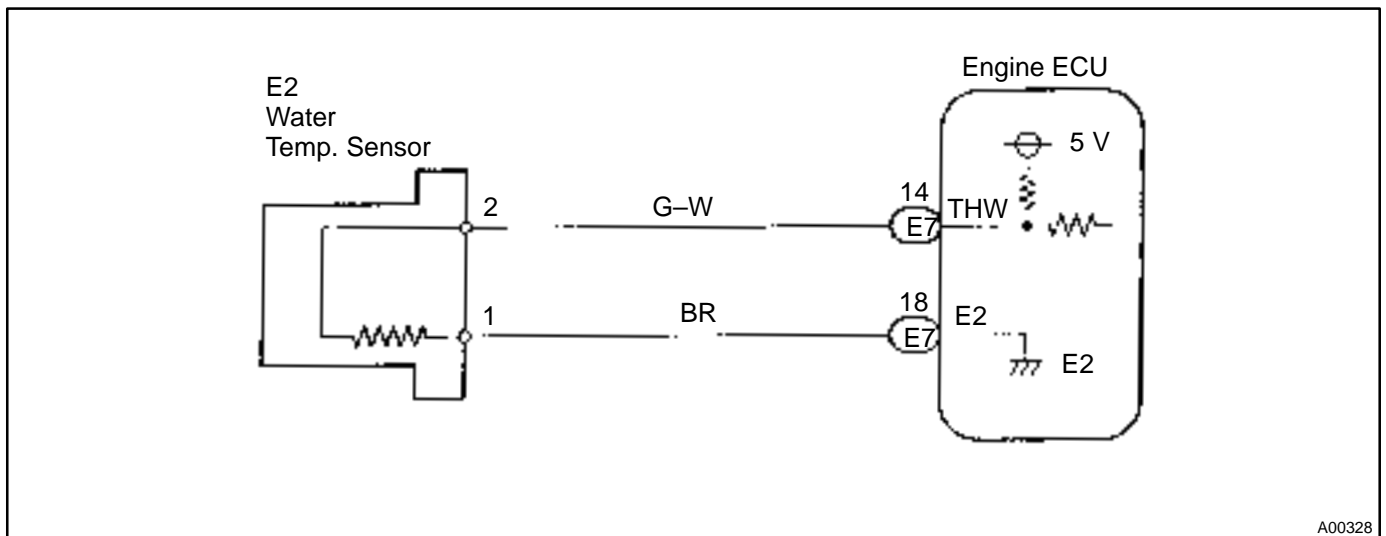 E2
Water
Temp. Sensor
Engine ECU
5 V
2
G–W
14
E7
THW
1
BR
18
E7
E2
E2
A00328